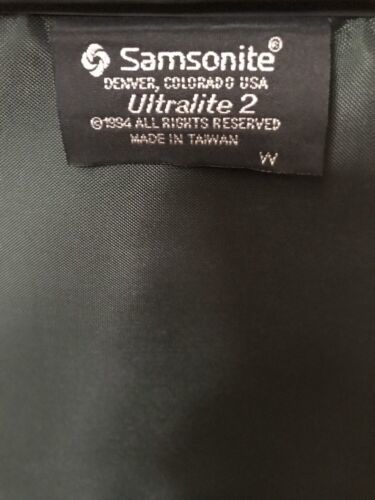 Samsonite®
DENVER, COLORADO USA
Ultralite 2
©1994 ALL RIGHTS RESERVED
MADE IN TAIWAN
W